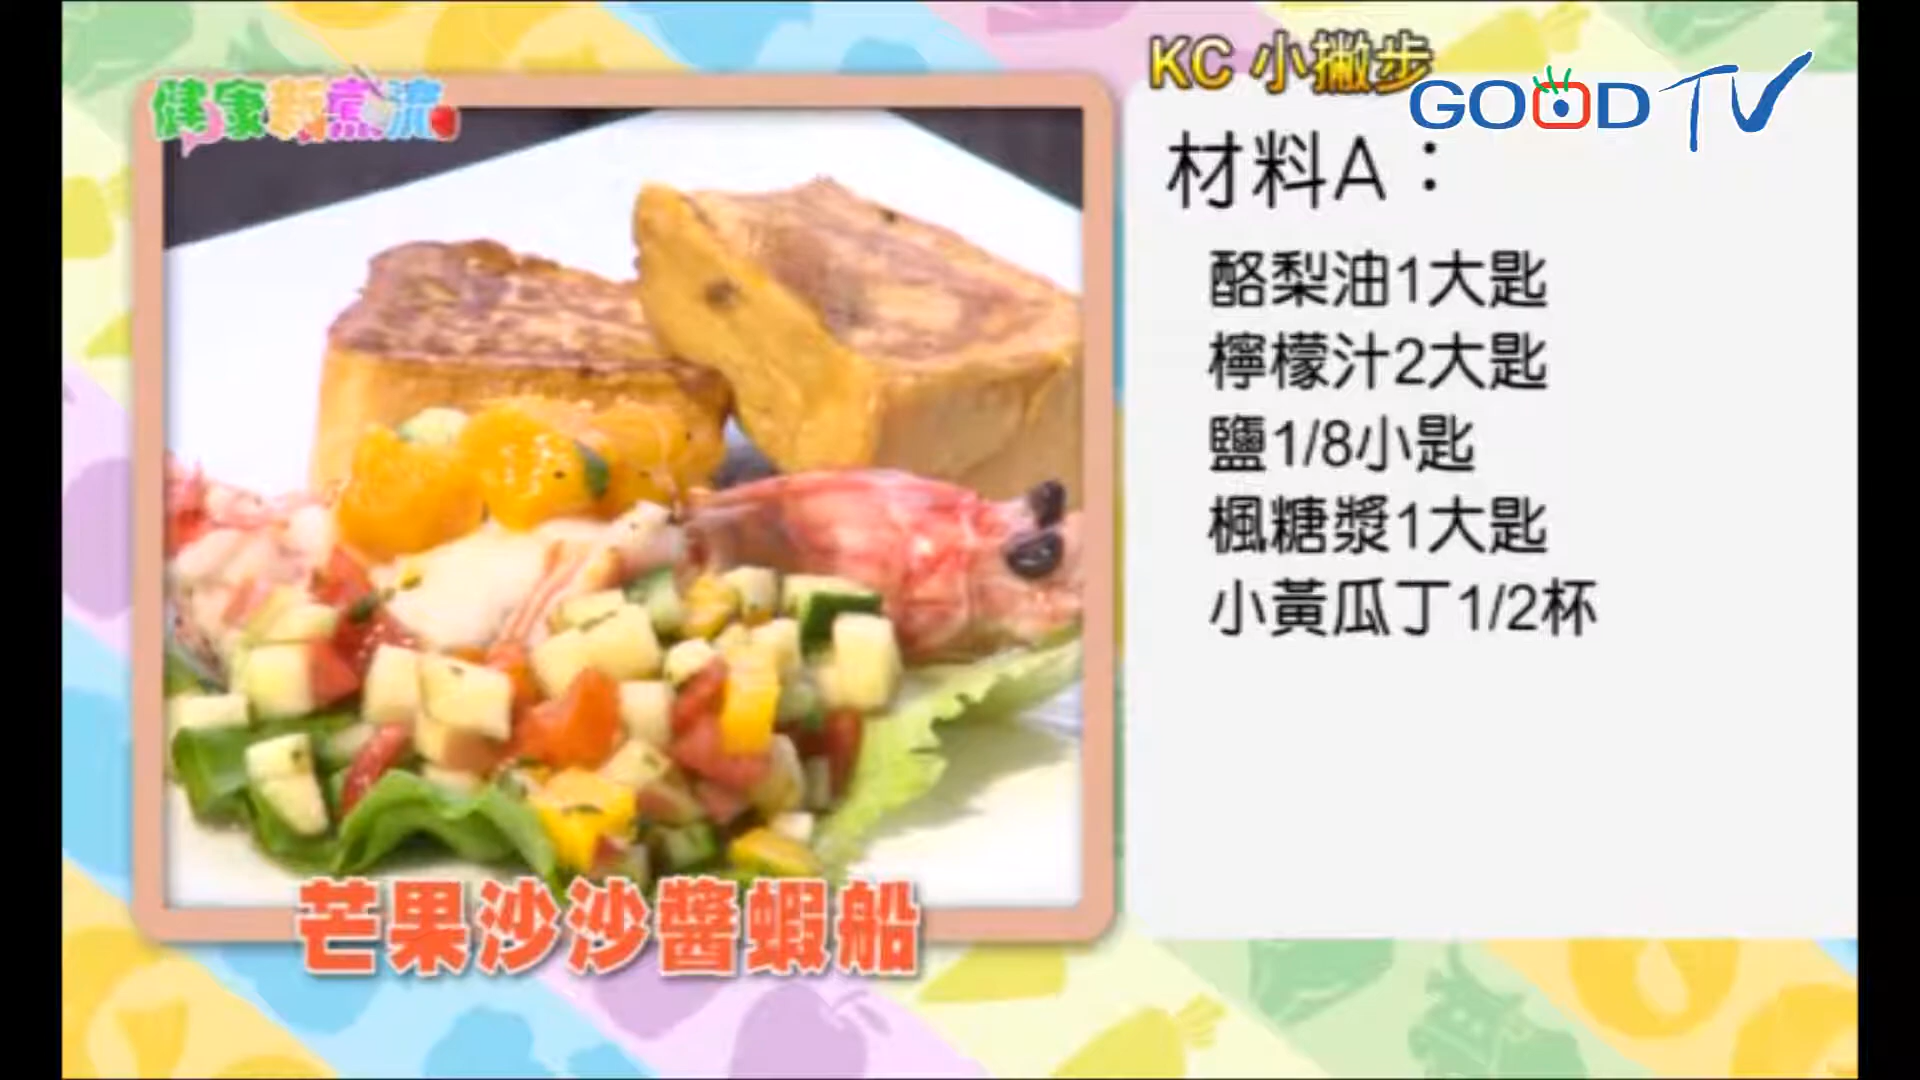 健康新煮流
KC 小撇步
GOOD TV
材料A：
酪梨油1大匙
檸檬汁2大匙
鹽1/8小匙
楓糖漿1大匙
小黃瓜丁1/2杯
芒果沙沙醬蝦船